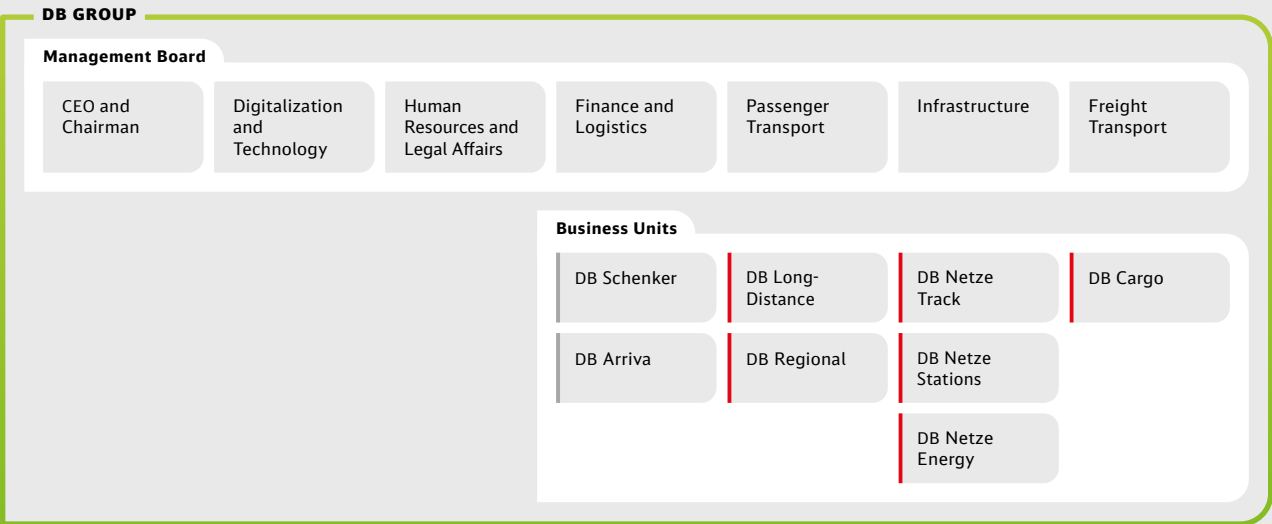 DB GROUP
Management Board
CEO and
Chairman
Digitalization
and
Technology
Human
Resources and
Legal Affairs
Finance and
Logistics
Passenger
Transport
Infrastructure
Freight
Transport
Business Units
DB Schenker
DB Long-
Distance
DB Netze
Track
DB Cargo
DB Arriva
DB Regional
DB Netze
Stations
DB Netze
Energy